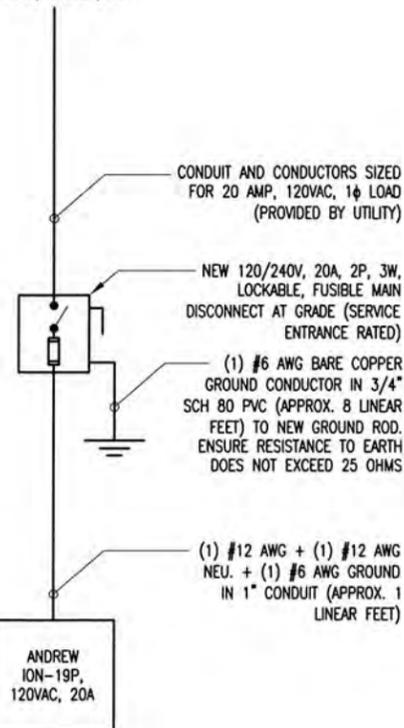 CONDUIT AND CONDUCTORS SIZED
FOR 20 AMP, 120VAC, 1ϕ LOAD
(PROVIDED BY UTILITY)
NEW 120/240V, 20A, 2P, 3W,
LOCKABLE, FUSIBLE MAIN
DISCONNECT AT GRADE (SERVICE
ENTRANCE RATED)
(1) #6 AWG BARE COPPER
GROUND CONDUCTOR IN 3/4"
SCH 80 PVC (APPROX. 8 LINEAR
FEET) TO NEW GROUND ROD.
ENSURE RESISTANCE TO EARTH
DOES NOT EXCEED 25 OHMS
(1) #12 AWG + (1) #12 AWG
NEU. + (1) #6 AWG GROUND
IN 1" CONDUIT (APPROX. 1
LINEAR FEET)
ANDREW
ION-19P,
120VAC, 20A